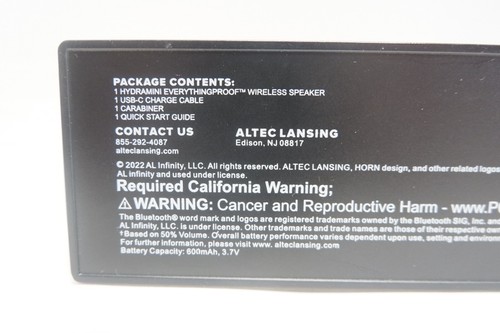 PACKAGE CONTENTS:
1 HYDRAMINI EVERYTHINGPROOF™ WIRELESS SPEAKER
1 USB-C CHARGE CABLE
1 CARABINER
1 QUICK START GUIDE
CONTACT US
855-292-4087
alteclansing.com
ALTEC LANSING
Edison, NJ 08817
© 2022 AL Infinity, LLC. All rights reserved. ALTEC LANSING, HORN design, and other related logos
AL infinity and used under license.
Required California Warning;
⚠WARNING: Cancer and Reproductive Harm - www.P
The Bluetooth® word mark and logos are registered trademarks owned by the Bluetooth SIG, Inc. and
AL Infinity, LLC. is under license. Other trademarks and trade names are those of their respective
†Based on 50% Volume. Overall battery performance varies dependent upon use, setting and
For further information, please visit www.alteclansing.com
Battery Capacity: 600mAh, 3.7V